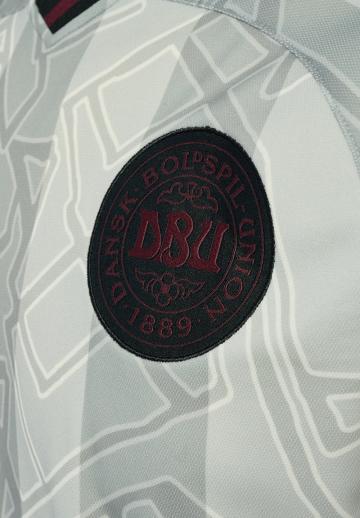 DANSK · BOLDSPIL · UNION
DBU
· 1889 ·